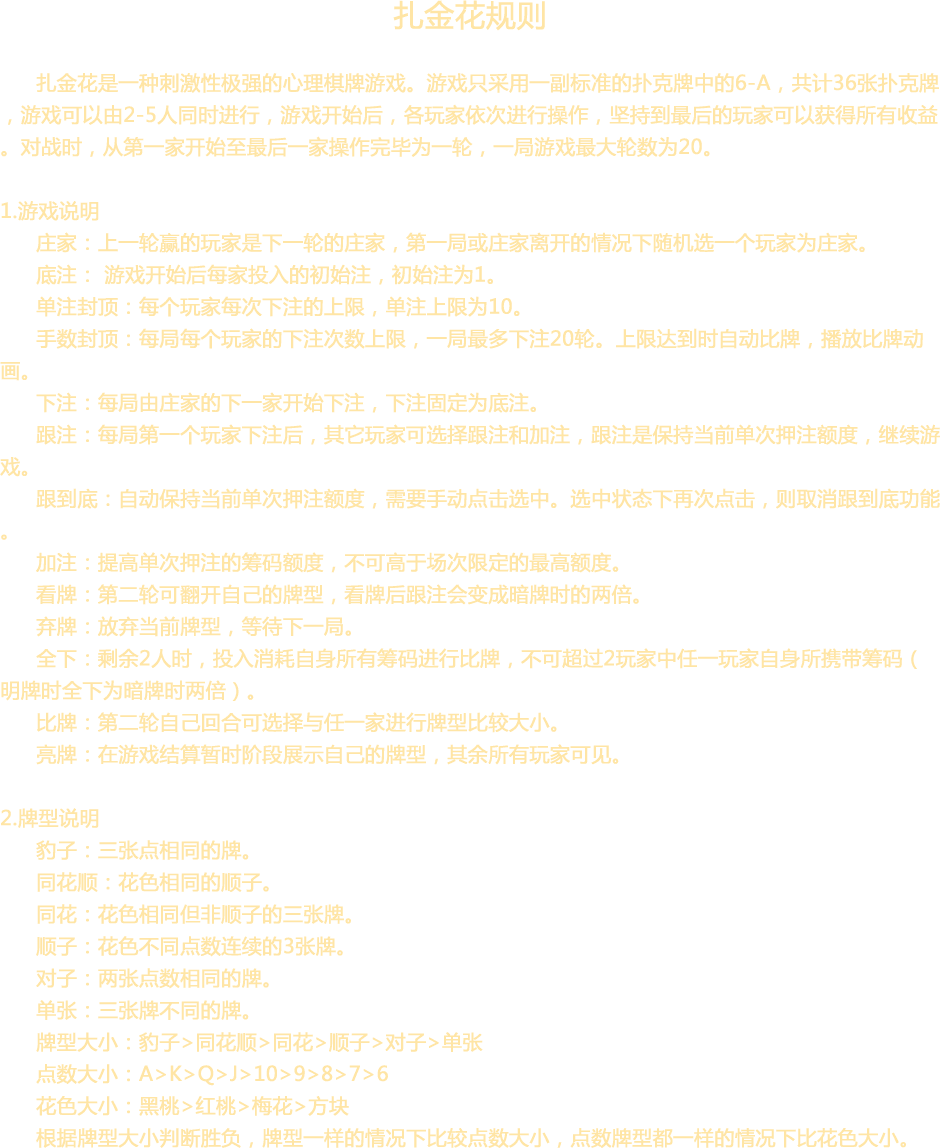 扎金花规则
扎金花是一种刺激性极强的心理棋牌游戏。游戏只采用一副标准的扑克牌中的6-A，共计36张扑克牌
，游戏可以由2-5人同时进行，游戏开始后，各玩家依次进行操作，坚持到最后的玩家可以获得所有收益
。对战时，从第一家开始至最后一家操作完毕为一轮，一局游戏最大轮数为20。
1.游戏说明
庄家：上一轮赢的玩家是下一轮的庄家，第一局或庄家离开的情况下随机选一个玩家为庄家。
底注： 游戏开始后每家投入的初始注，初始注为1。
单注封顶：每个玩家每次下注的上限，单注上限为10。
手数封顶：每局每个玩家的下注次数上限，一局最多下注20轮。上限达到时自动比牌，播放比牌动
画。
下注：每局由庄家的下一家开始下注，下注固定为底注。
跟注：每局第一个玩家下注后，其它玩家可选择跟注和加注，跟注是保持当前单次押注额度，继续游
戏。
跟到底：自动保持当前单次押注额度，需要手动点击选中。选中状态下再次点击，则取消跟到底功能
。
加注：提高单次押注的筹码额度，不可高于场次限定的最高额度。
看牌：第二轮可翻开自己的牌型，看牌后跟注会变成暗牌时的两倍。
弃牌：放弃当前牌型，等待下一局。
全下：剩余2人时，投入消耗自身所有筹码进行比牌，不可超过2玩家中任一玩家自身所携带筹码（
明牌时全下为暗牌时两倍）。
比牌：第二轮自己回合可选择与任一家进行牌型比较大小。
亮牌：在游戏结算暂时阶段展示自己的牌型，其余所有玩家可见。
2.牌型说明
豹子：三张点相同的牌。
同花顺：花色相同的顺子。
同花：花色相同但非顺子的三张牌。
顺子：花色不同点数连续的3张牌。
对子：两张点数相同的牌。
单张：三张牌不同的牌。
牌型大小：豹子>同花顺>同花>顺子>对子>单张
点数大小：A>K>Q>J>10>9>8>7>6
花色大小：黑桃>红桃>梅花>方块
根据牌型大小判断胜负，牌型一样的情况下比较点数大小，点数牌型都一样的情况下比花色大小。